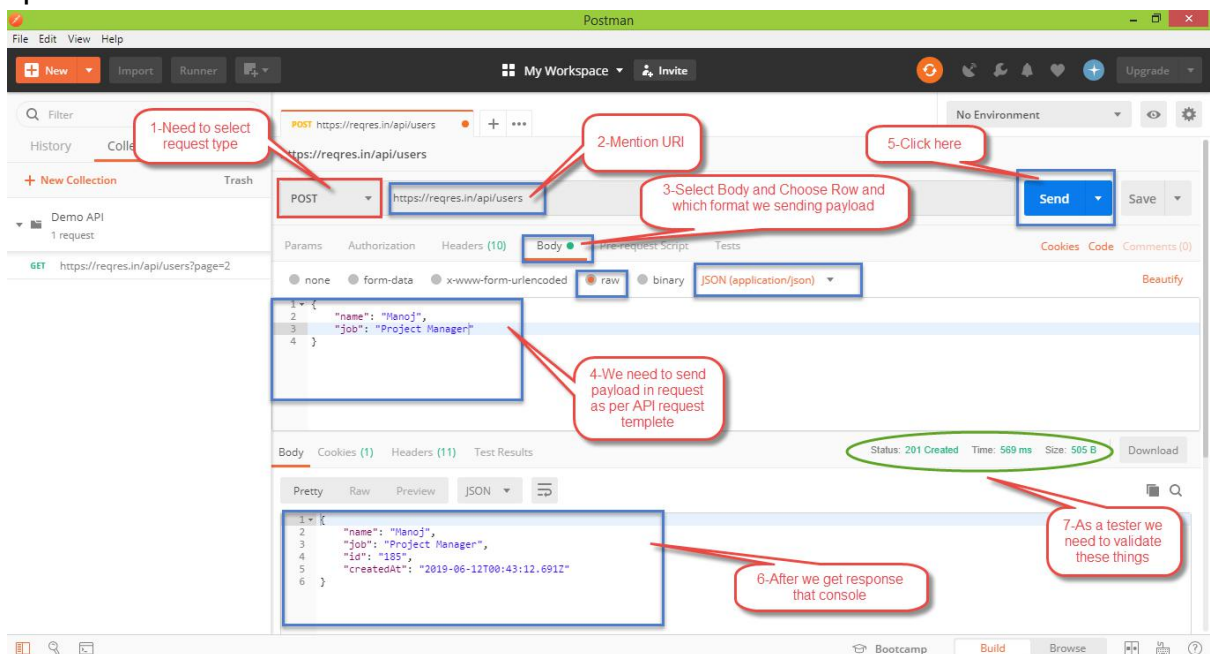 Postman
File Edit View Help
New Import Runner My Workspace Invite Upgrade
Filter
History
1-Need to select
request type
+ New Collection Trash
Demo API
1 request
GET https://reqres.in/api/users?page=2
POST https://reqres.in/api/users
No Environment
2-Mention URI
5-Click here
https://reqres.in/api/users
POST https://reqres.in/api/users
3-Select Body and Choose Row and
which format we sending payload
Send Save
Params Authorization Headers (10) Body Pre-request Script Tests Cookies Code Comments (0)
none form-data x-www-form-urlencoded raw binary JSON (application/json) Beautify
1 {
2 "name": "Manoj",
3 "job": "Project Manager"
4 }
4-We need to send
payload in request
as per API request
templete
Body Cookies (1) Headers (11) Test Results Status: 201 Created Time: 569 ms Size: 505 B Download
Pretty Raw Preview JSON
1 {
2 "name": "Manoj",
3 "job": "Project Manager",
4 "id": "185",
5 "createdAt": "2019-06-12T00:43:12.691Z"
6 }
6-After we get response
that console
7-As a tester we
need to validate
these things
Bootcamp Build Browse